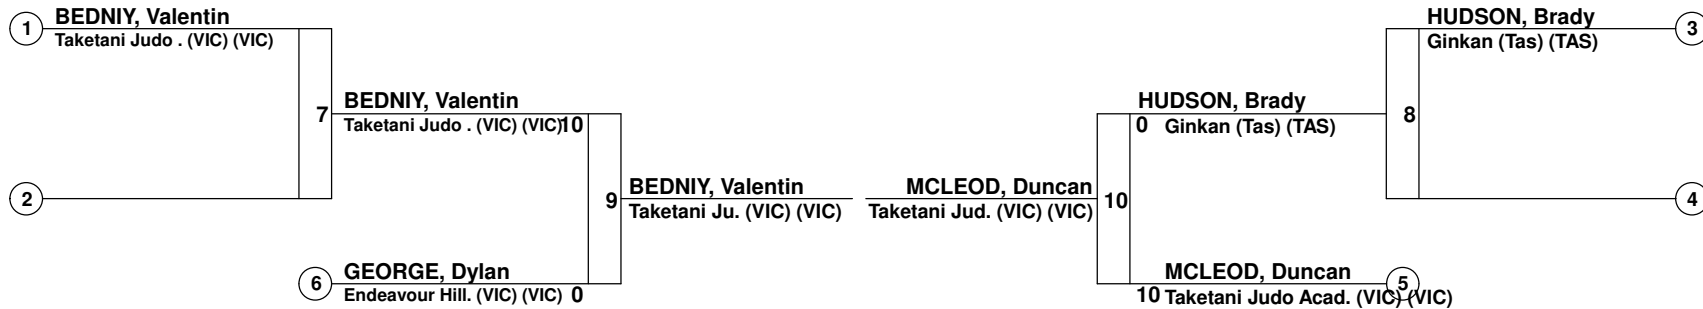 1
BEDNIY, Valentin
Taketani Judo . (VIC) (VIC)
2
7
BEDNIY, Valentin
Taketani Judo . (VIC) (VIC)
10
6
GEORGE, Dylan
Endeavour Hill. (VIC) (VIC)
0
9
BEDNIY, Valentin
Taketani Ju. (VIC) (VIC)
MCLEOD, Duncan
Taketani Jud. (VIC) (VIC)
10
HUDSON, Brady
0 Ginkan (Tas) (TAS)
MCLEOD, Duncan
10 Taketani Judo Acad. (VIC) (VIC)
5
8
HUDSON, Brady
Ginkan (Tas) (TAS)
3
4